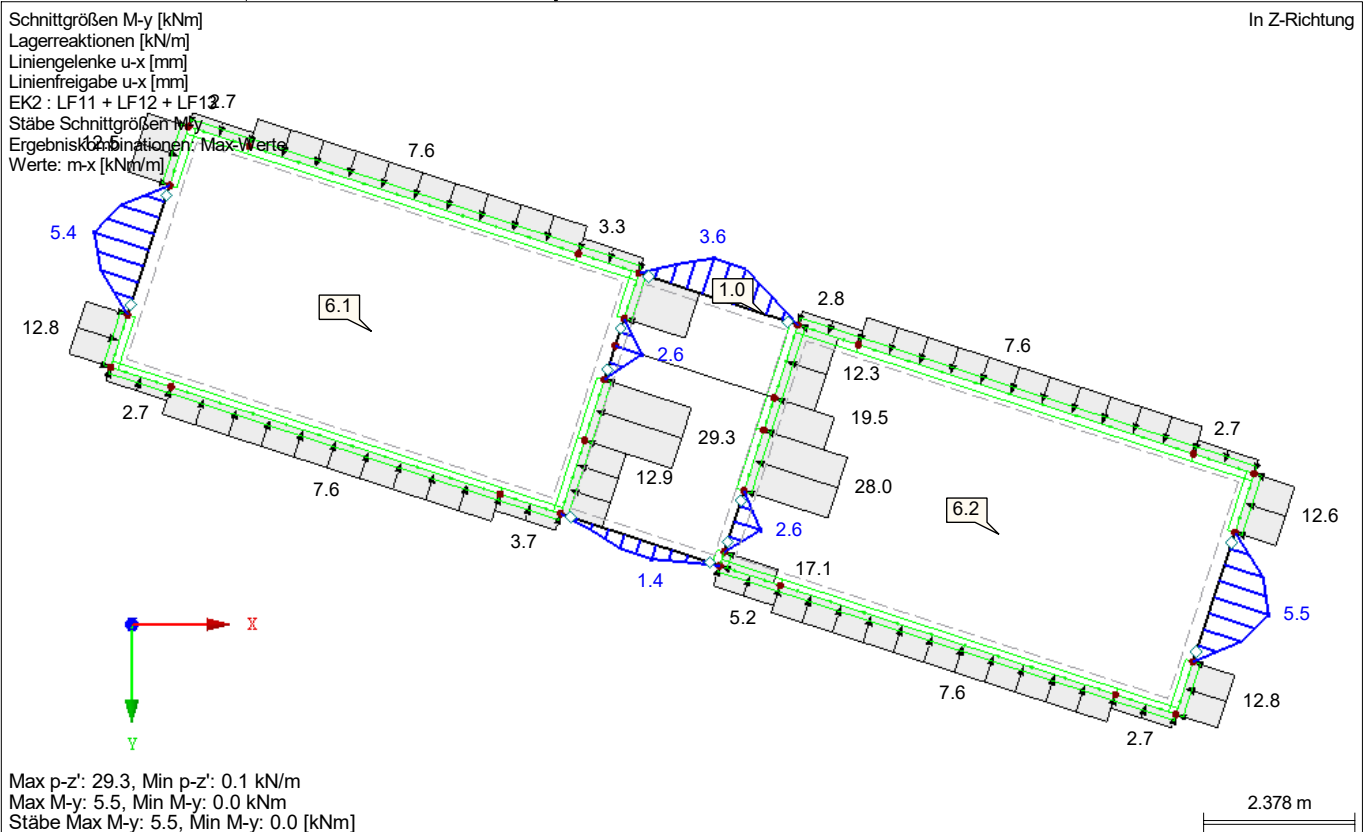 Schnittgrößen M-y [kNm]
In Z-Richtung
Lagerreaktionen [kN/m]
Liniengelenke u-x [mm]
Linienfreigabe u-x [mm]
EK2 : LF11 + LF12 + LF13
2.7
Stäbe Schnittgrößen M-y
12.5
Ergebniskombinationen: Max-Werte
7.6
Werte: m-x [kNm/m]
5.4
3.3
3.6
6.1
1.0
2.8
12.8
7.6
2.6
12.3
2.7
19.5
29.3
2.7
12.9
28.0
7.6
6.2
12.6
3.7
2.6
1.4
17.1
5.2
5.5
X
7.6
12.8
2.7
Y
Max p-z': 29.3, Min p-z': 0.1 kN/m
Max M-y: 5.5, Min M-y: 0.0 kNm
2.378 m
Stäbe Max M-y: 5.5, Min M-y: 0.0 [kNm]